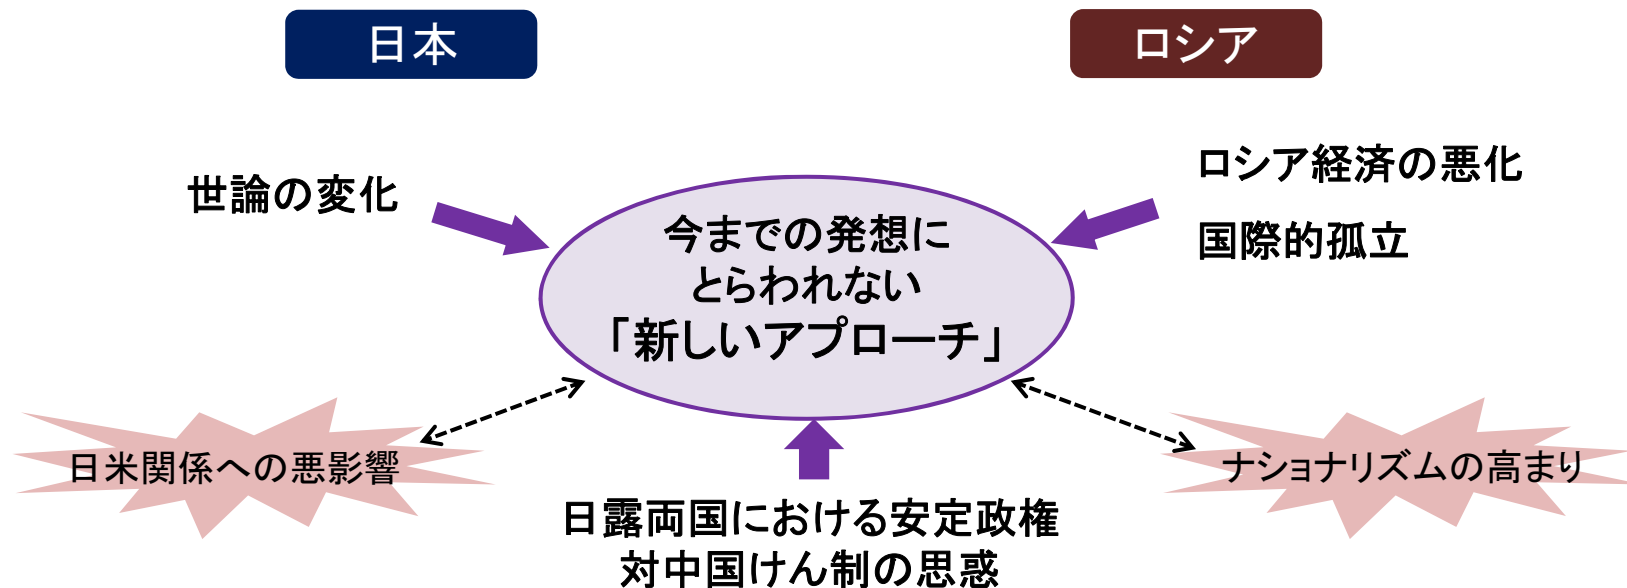 日本
ロシア
世論の変化
ロシア経済の悪化
国際的孤立
今までの発想に
とらわれない
「新しいアプローチ」
日米関係への悪影響
ナショナリズムの高まり
日露両国における安定政権
対中国けん制の思惑